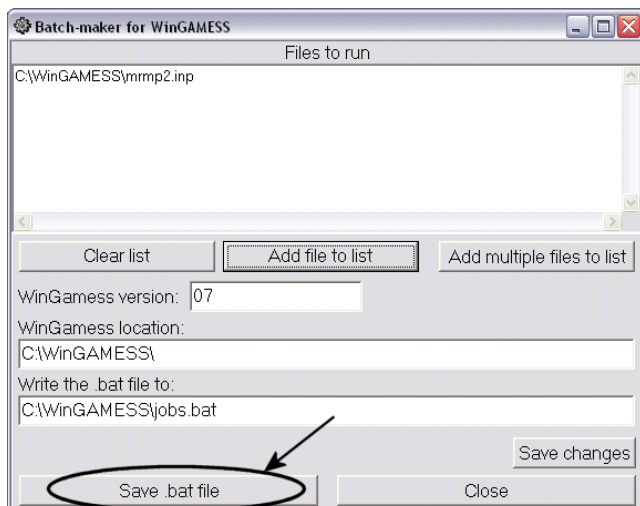 Batch-maker for WinGAMESS
Files to run
C:\WinGAMESS\mrmp2.inp
Clear list
Add file to list
Add multiple files to list
WinGamess version: 07
WinGamess location:
C:\WinGAMESS\
Write the .bat file to:
C:\WinGAMESS\jobs.bat
Save changes
Save .bat file
Close